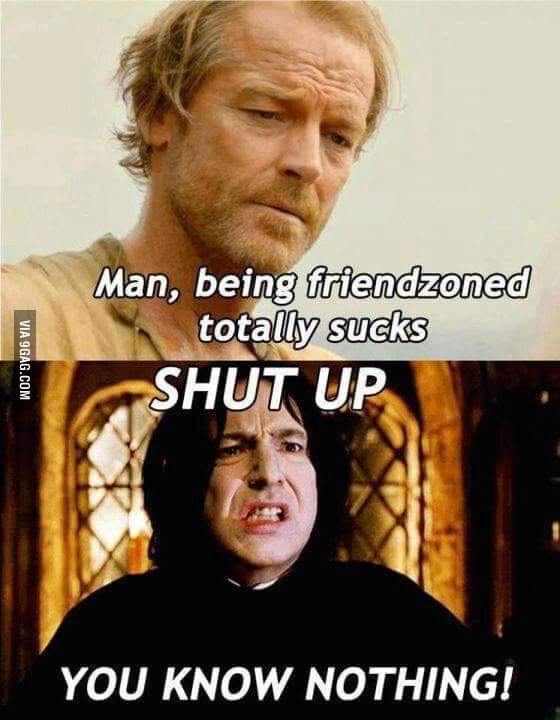 Man, being friendzoned
totally sucks
VIA 9GAG.COM
SHUT UP
YOU KNOW NOTHING!